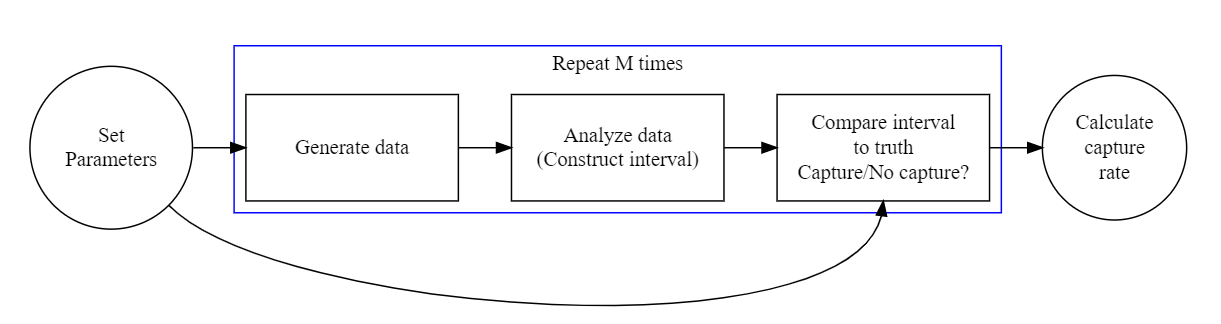 Repeat M times
Set
Parameters
Generate data
Analyze data
(Construct interval)
Compare interval
to truth
Capture/No capture?
Calculate
capture
rate